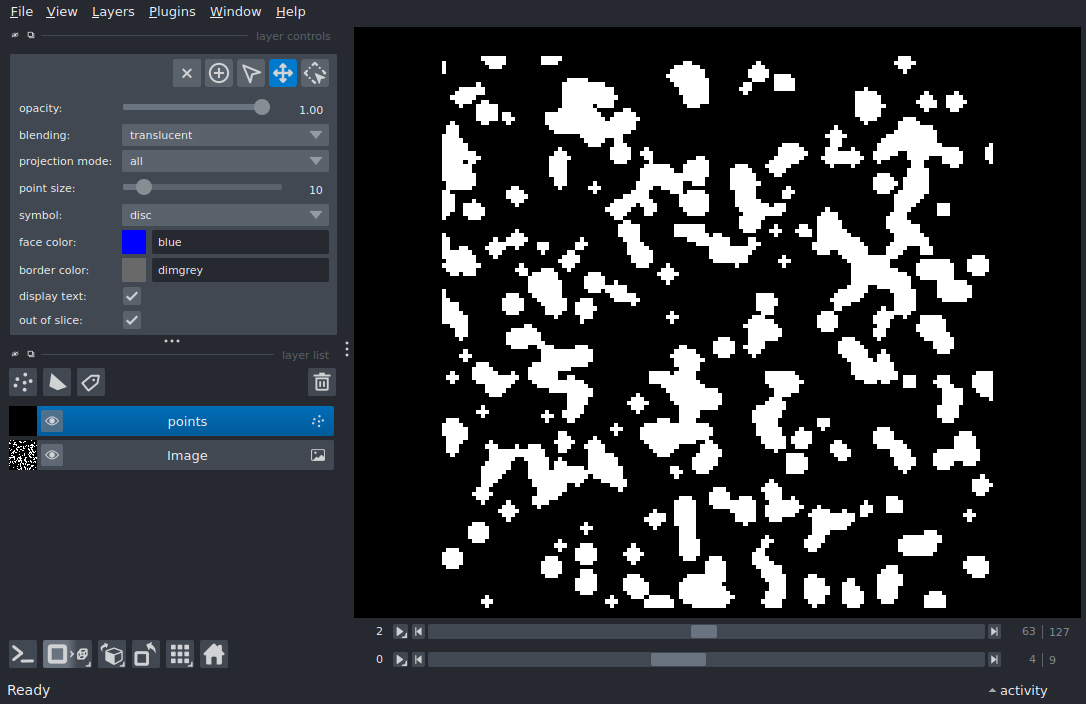 File View Layers Plugins Window Help
layer controls
opacity: 1.00
blending: translucent
projection mode: all
point size: 10
symbol: disc
face color: blue
border color: dimgrey
display text:
out of slice:
layer list
points
Image
2 63 127
0 4 9
Ready activity